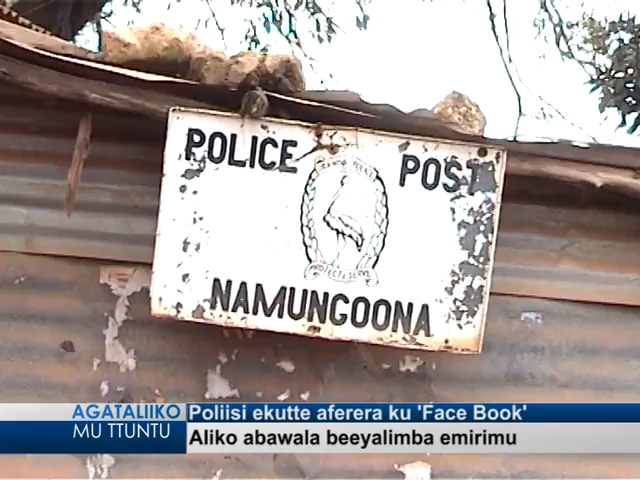 POLICE POST
NAMUNGOONA
AGATALIIKO
MU TTUNTU
Poliisi ekutte aferera ku 'Face Book'
Aliko abawala beeyalimba emirimu